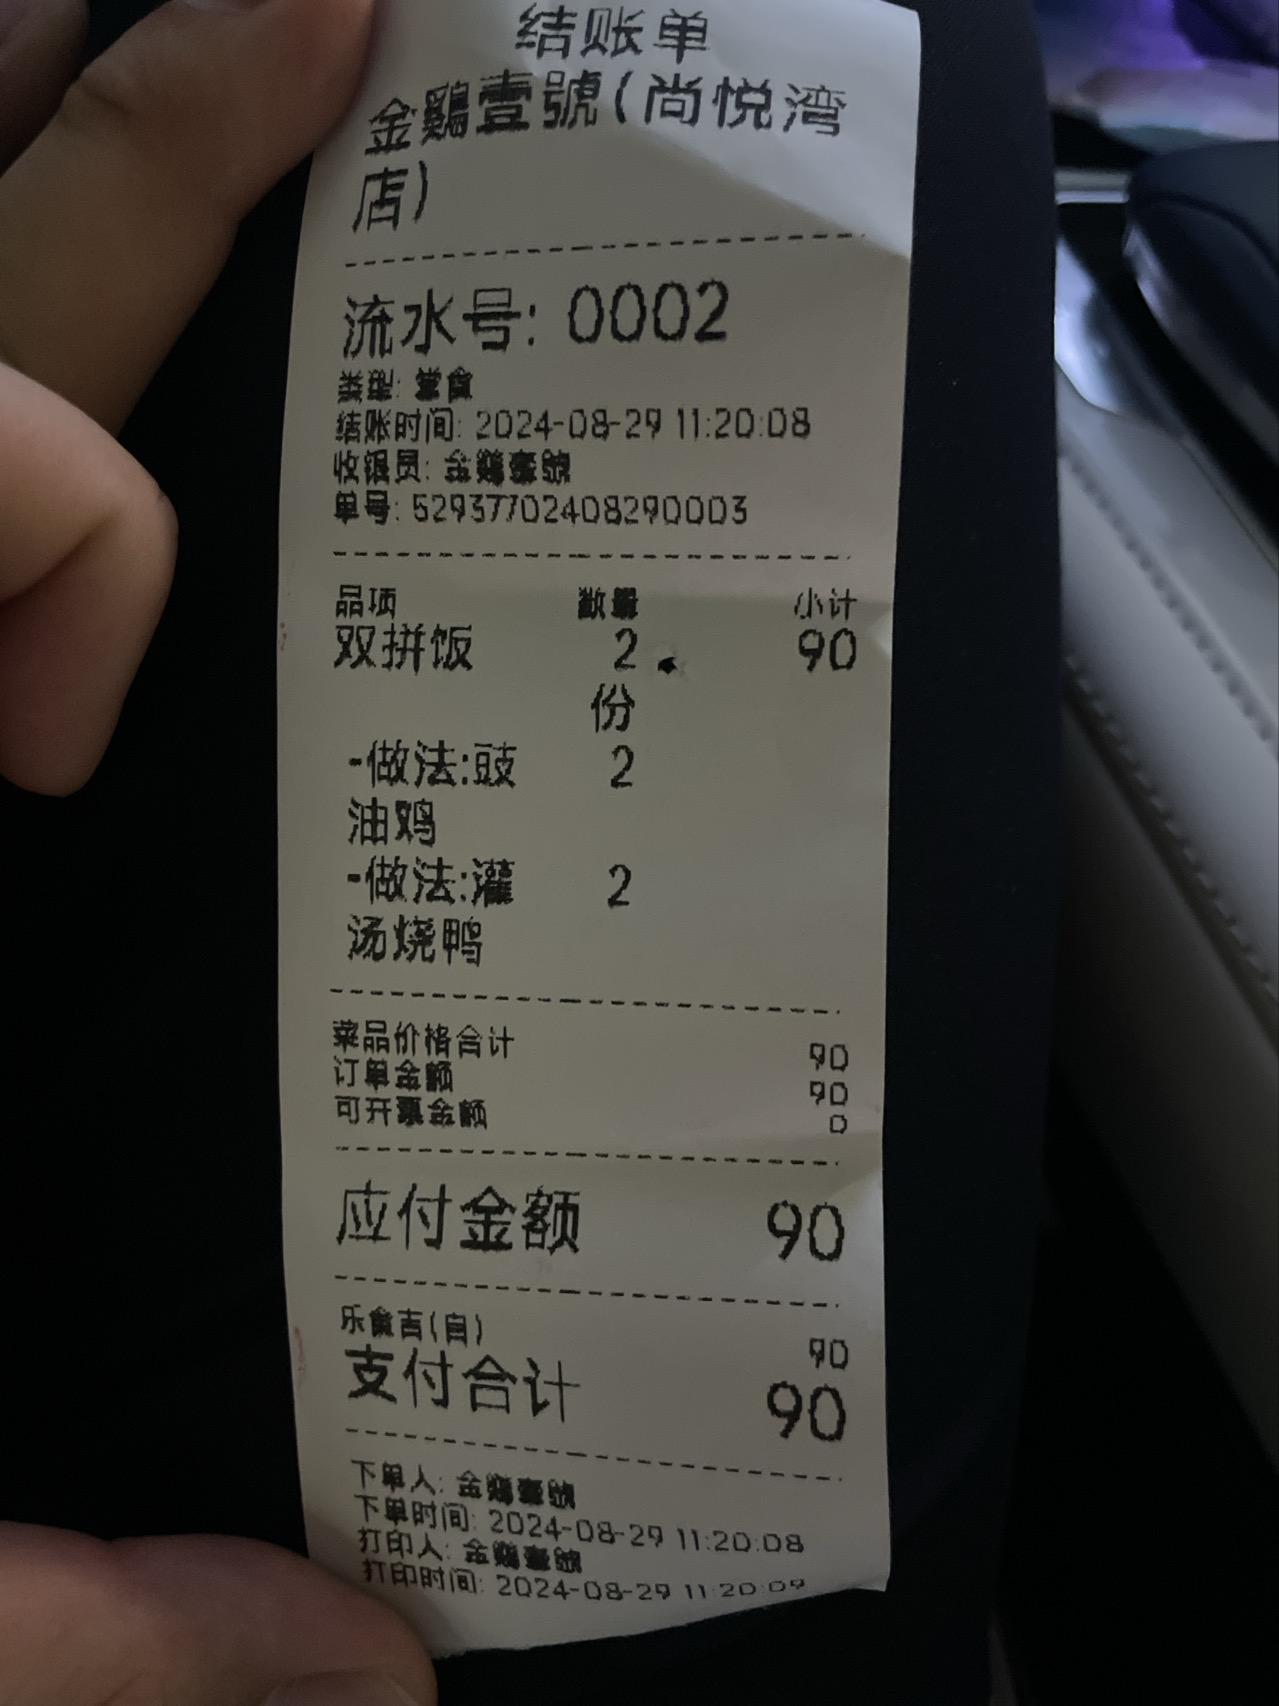 结账单
金鷄壹號(尚悦湾
店)
流水号: 0002
类型: 堂食
结账时间: 2024-08-29 11:20:08
收银员: 金鷄壹號
单号: 52937702408290003
品项 数量 小计
双拼饭 2 90
份
-做法:豉 2
油鸡
-做法:灌 2
汤烧鸭
菜品价格合计 90
订单金额 90
可开票金额 0
应付金额 90
乐食吉(自) 90
支付合计 90
下单人: 金鷄壹號
下单时间: 2024-08-29 11:20:08
打印人: 金鷄壹號
打印时间: 2024-08-29 11:20:09